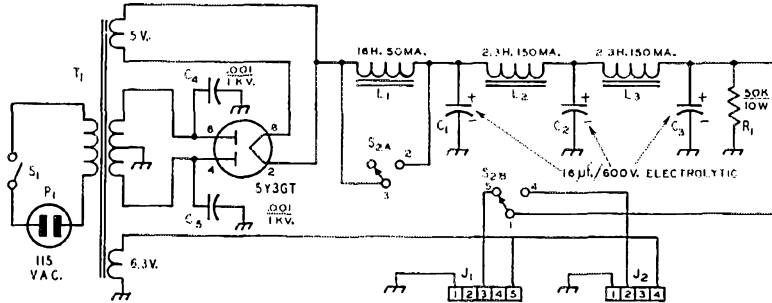 5 V.
16 H. 50 MA.
2.3 H. 150 MA.
2.3 H. 150 MA.
T1
C4
.001
1 KV.
L1
L2
L3
+
-
C1
+
-
C2
+
-
C3
50K
10W
R1
6
8
4
2
5Y3GT
S2A
2
3
S1
P1
C5
.001
1 KV.
16 µf./600 V. ELECTROLYTIC
S2B
5
4
1
115
V AC.
6.3 V.
J1
J2
1 2 3 4 5
1 2 3 4